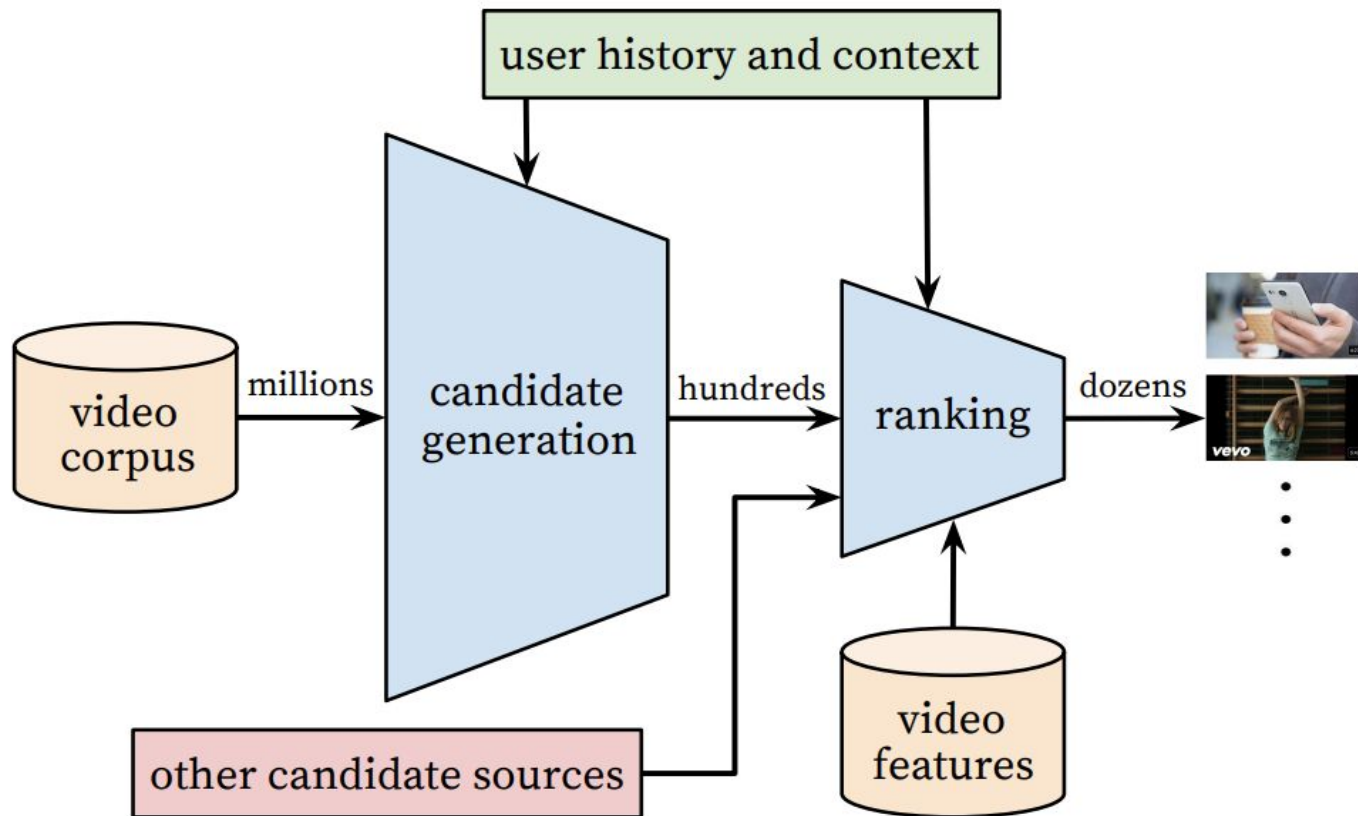 user history and context
millions
hundreds
dozens
video
corpus
candidate
generation
ranking
vevo
other candidate sources
video
features